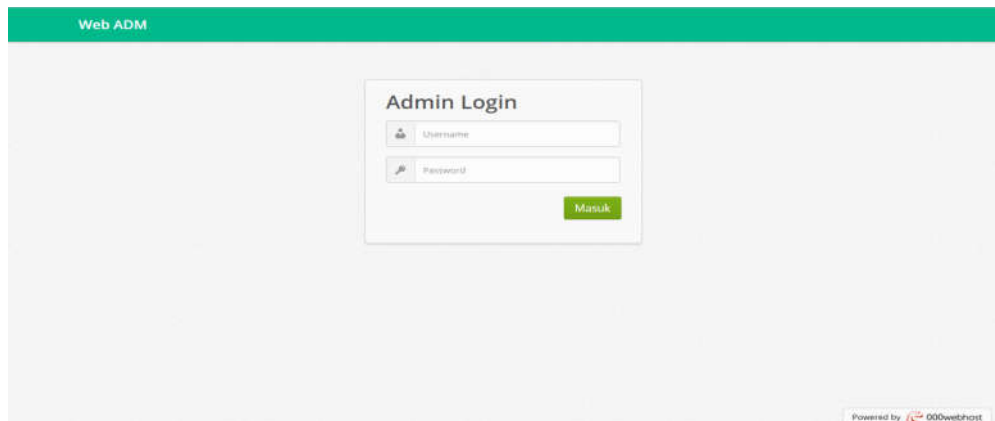 Web ADM
Admin Login
Username
Password
Masuk
Powered by 000webhost